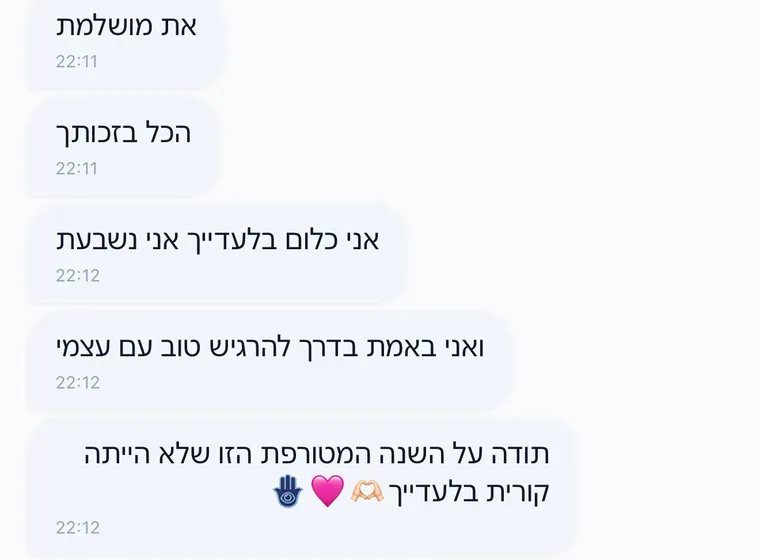 את מושלמת
22:11
הכל בזכותך
22:11
אני כלום בלעדייך אני נשבעת
22:12
ואני באמת בדרך להרגיש טוב עם עצמי
22:12
תודה על השנה המטורפת הזו שלא הייתה
קורית בלעדייך 🫶🏻 🩷 🪬
22:12